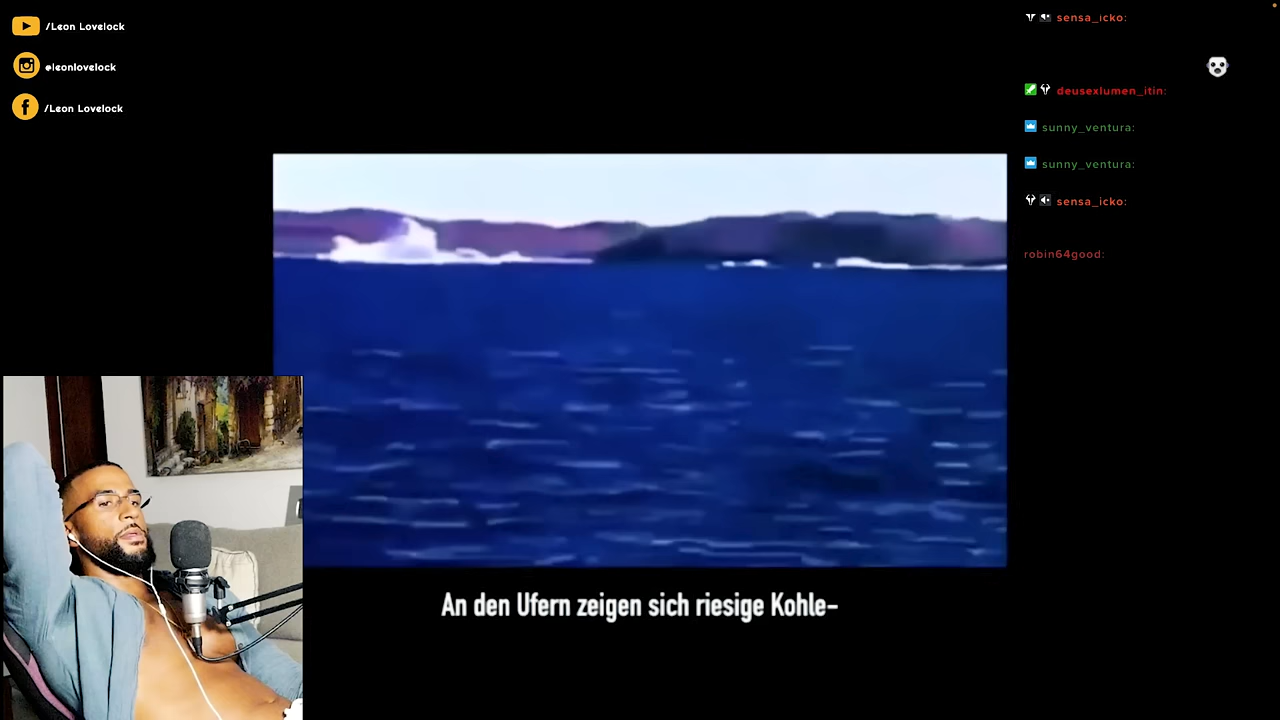 /Leon Lovelock
@leonlovelock
/Leon Lovelock
sensa_icko:
deusexlumen_itin:
sunny_ventura:
sunny_ventura:
sensa_icko:
robin64good:
An den Ufern zeigen sich riesige Kohle-